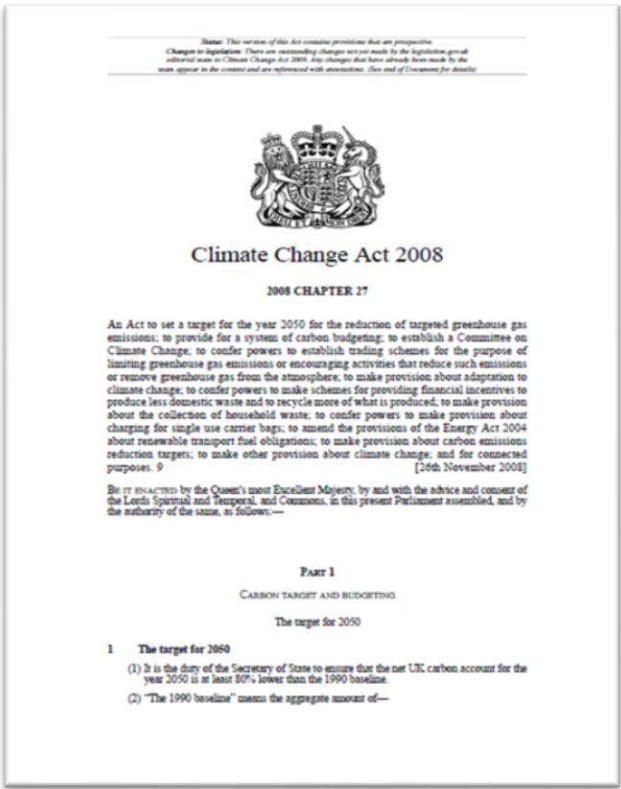 Status: This version of this Act contains provisions that are prospective.
Changes to legislation: There are outstanding changes not yet made by the legislation.gov.uk
editorial team to Climate Change Act 2008. Any changes that have already been made by the
team appear in the content and are referenced with annotations. (See end of Document for details)
Climate Change Act 2008
2008 CHAPTER 27
An Act to set a target for the year 2050 for the reduction of targeted greenhouse gas
emissions; to provide for a system of carbon budgeting; to establish a Committee on
Climate Change; to confer powers to establish trading schemes for the purpose of
limiting greenhouse gas emissions or encouraging activities that reduce such emissions
or remove greenhouse gas from the atmosphere; to make provision about adaptation to
climate change; to confer powers to make schemes for providing financial incentives to
produce less domestic waste and to recycle more of what is produced; to make provision
about the collection of household waste; to confer powers to make provision about
charging for single use carrier bags; to amend the provisions of the Energy Act 2004
about renewable transport fuel obligations; to make provision about carbon emissions
reduction targets; to make other provision about climate change; and for connected
purposes. 9 [26th November 2008]
BE IT ENACTED by the Queen's most Excellent Majesty, by and with the advice and consent of
the Lords Spiritual and Temporal, and Commons, in this present Parliament assembled, and by
the authority of the same, as follows:—
PART 1
CARBON TARGET AND BUDGETING
The target for 2050
1 The target for 2050
(1) It is the duty of the Secretary of State to ensure that the net UK carbon account for the
year 2050 is at least 80% lower than the 1990 baseline.
(2) "The 1990 baseline" means the aggregate amount of—